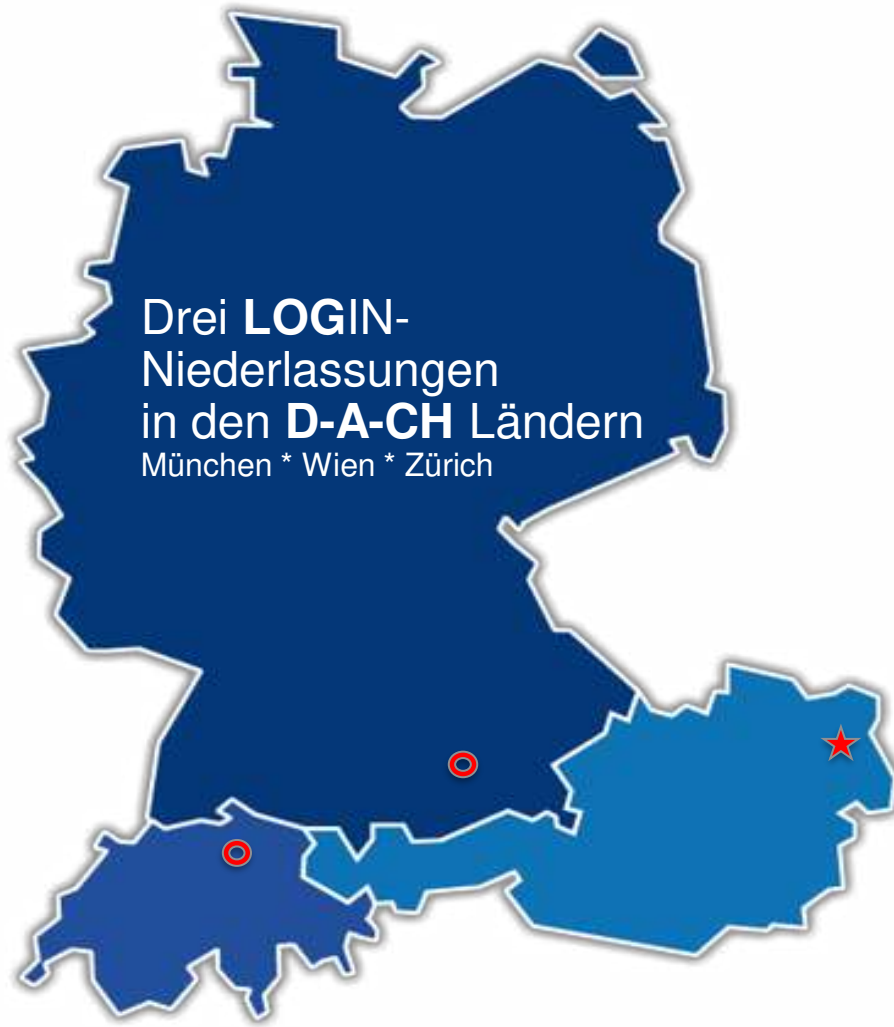 Drei LOGIN-
Niederlassungen
in den D-A-CH Ländern
München * Wien * Zürich